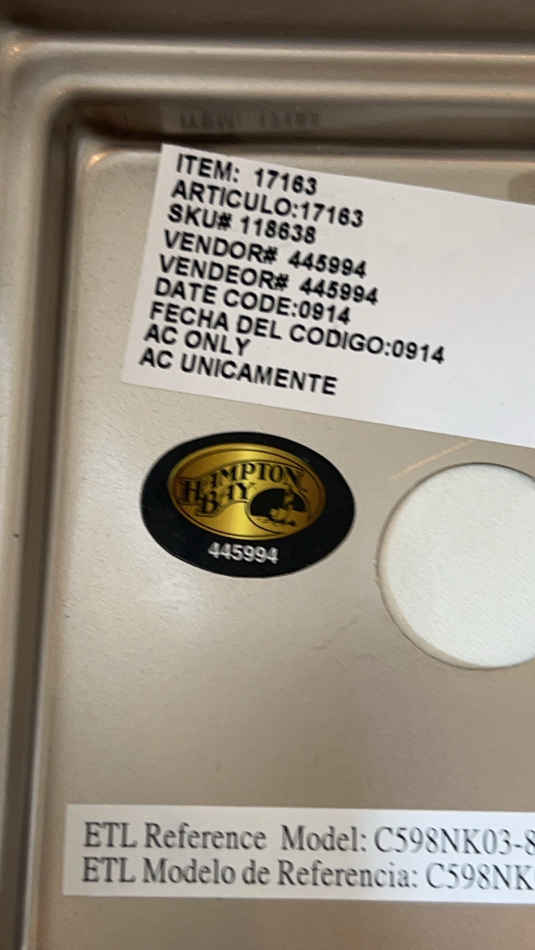 ITEM: 17163
ARTICULO:17163
SKU# 118638
VENDOR# 445994
VENDEOR# 445994
DATE CODE:0914
FECHA DEL CODIGO:0914
AC ONLY
AC UNICAMENTE
HAMPTON
BAY
445994
ETL Reference Model: C598NK03-8
ETL Modelo de Referencia: C598NK